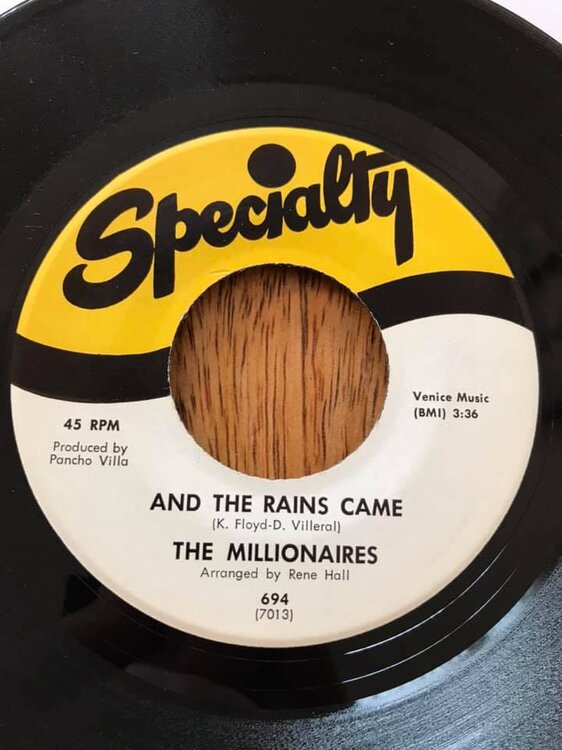 Specialty
Venice Music
(BMI) 3:36
45 RPM
Produced by
Pancho Villa
AND THE RAINS CAME
(K. Floyd-D. Villeral)
THE MILLIONAIRES
Arranged by Rene Hall
694
(7013)